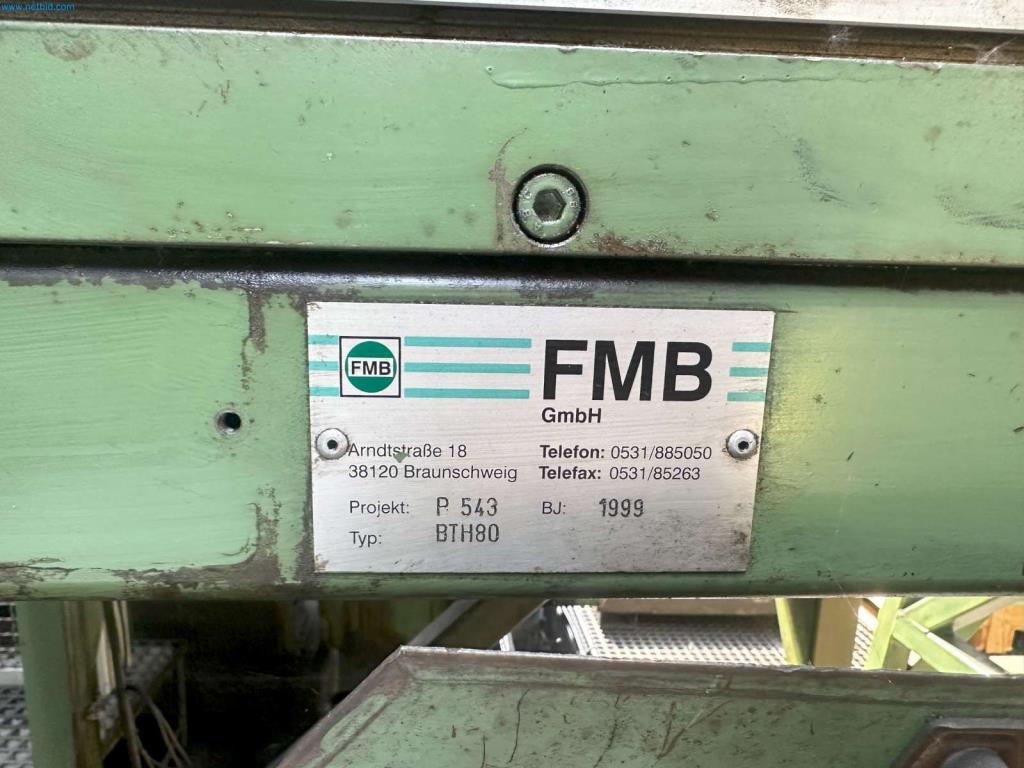 www.netbid.com
FMB
FMB
GmbH
Arndtstraße 18
38120 Braunschweig
Telefon: 0531/885050
Telefax: 0531/85263
Projekt: P 543 BJ: 1999
Typ: BTH80